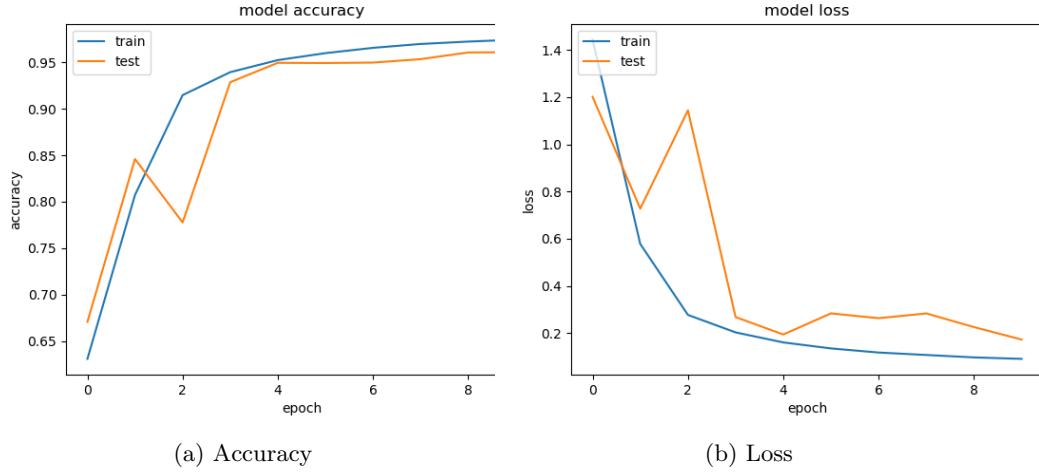 model accuracy
train
test
0.95
0.90
0.85
0.80
0.75
0.70
0.65
accuracy
0 2 4 6 8
epoch
(a) Accuracy
model loss
train
test
1.4
1.2
1.0
0.8
0.6
0.4
0.2
loss
0 2 4 6 8
epoch
(b) Loss